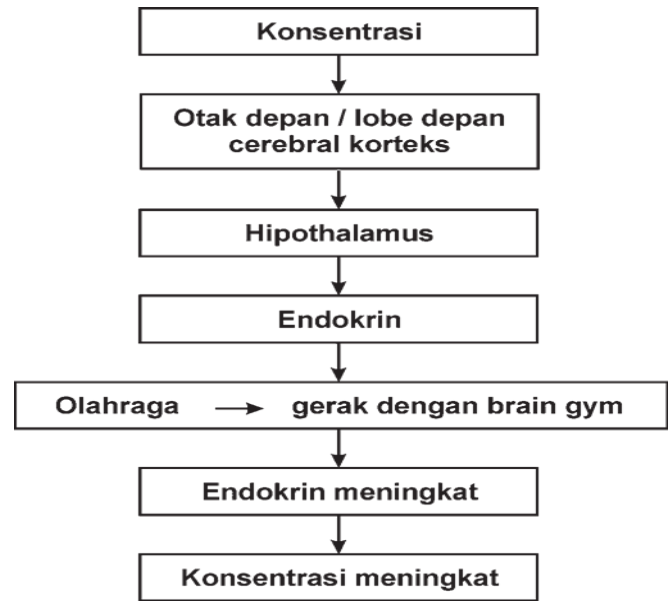 Konsentrasi
Otak depan / lobe depan
cerebral korteks
Hipothalamus
Endokrin
Olahraga → gerak dengan brain gym
Endokrin meningkat
Konsentrasi meningkat